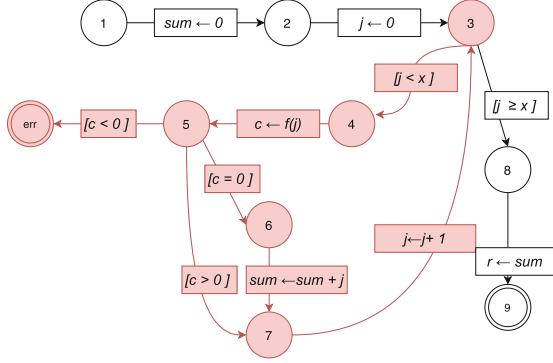 1
sum ← 0
2
j ← 0
3
[j < x ]
[j ≥ x ]
err
[c < 0 ]
5
c ← f(j)
4
8
[c = 0 ]
6
j←j+ 1
r ← sum
[c > 0 ]
sum ←sum + j
9
7